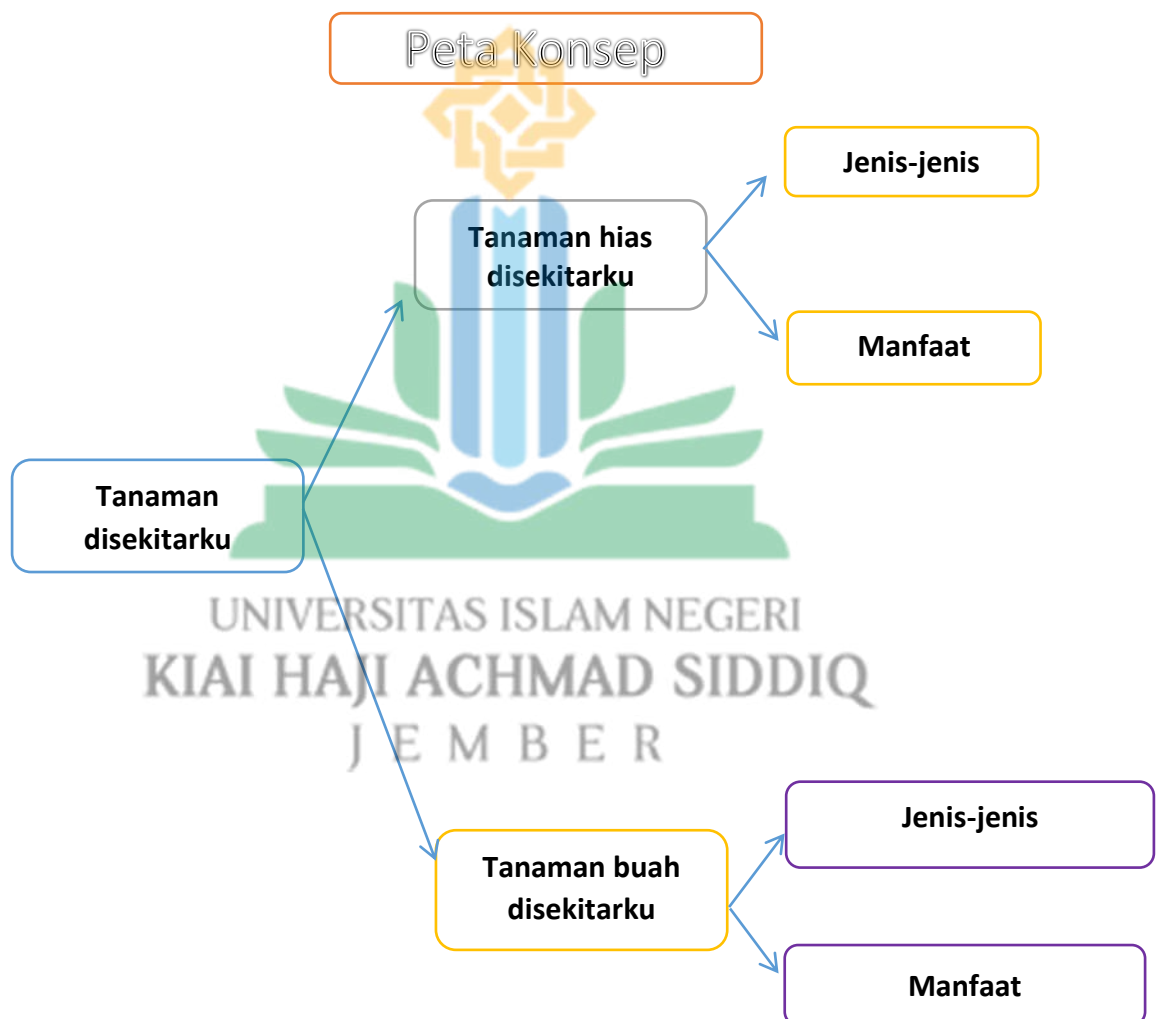 Peta Konsep
Jenis-jenis
Tanaman hias
disekitarku
Manfaat
Tanaman
disekitarku
UNIVERSITAS ISLAM NEGERI
KIAI HAJI ACHMAD SIDDIQ
JEMBER
Jenis-jenis
Tanaman buah
disekitarku
Manfaat